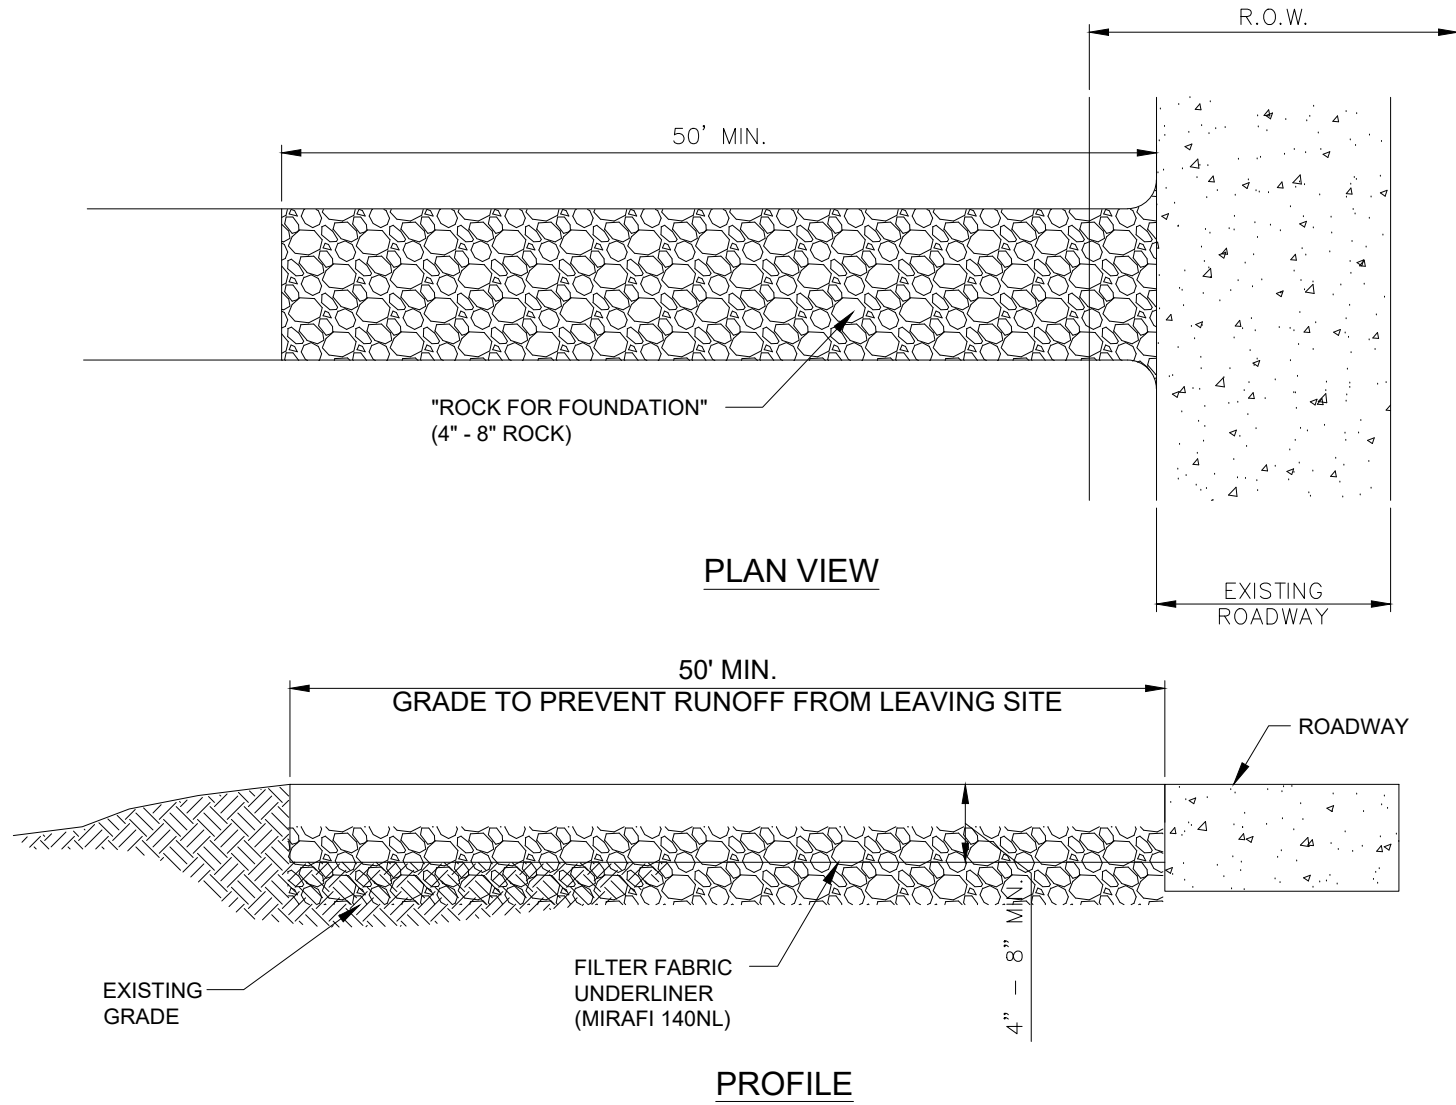 R.O.W.
50' MIN.
"ROCK FOR FOUNDATION"
(4" - 8" ROCK)
PLAN VIEW
EXISTING
ROADWAY
50' MIN.
GRADE TO PREVENT RUNOFF FROM LEAVING SITE
ROADWAY
4" - 8" MIN.
EXISTING
GRADE
FILTER FABRIC
UNDERLINER
(MIRAFI 140NL)
PROFILE